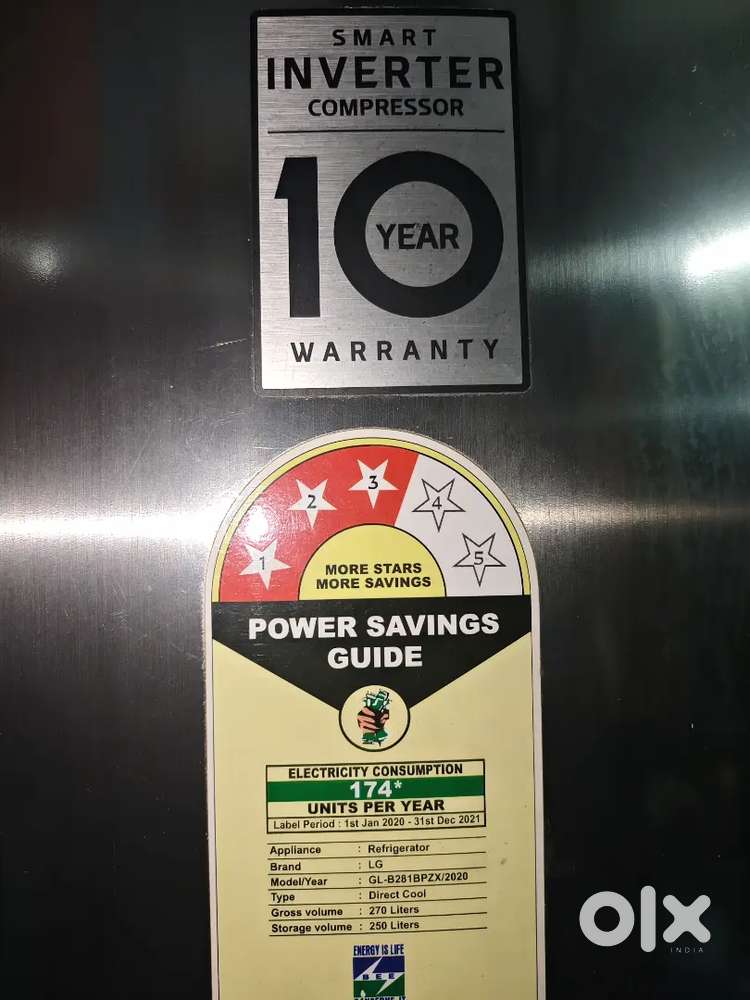 SMART
INVERTER
COMPRESSOR
10
YEAR
WARRANTY
1 2 3 4 5
MORE STARS
MORE SAVINGS
POWER SAVINGS
GUIDE
ELECTRICITY CONSUMPTION
174*
UNITS PER YEAR
Label Period : 1st Jan 2020 - 31st Dec 2021
Appliance : Refrigerator
Brand : LG
Model/Year : GL-B281BPZX/2020
Type : Direct Cool
Gross volume : 270 Liters
Storage volume : 250 Liters
ENERGY IS LIFE
BEE
olx
INDIA